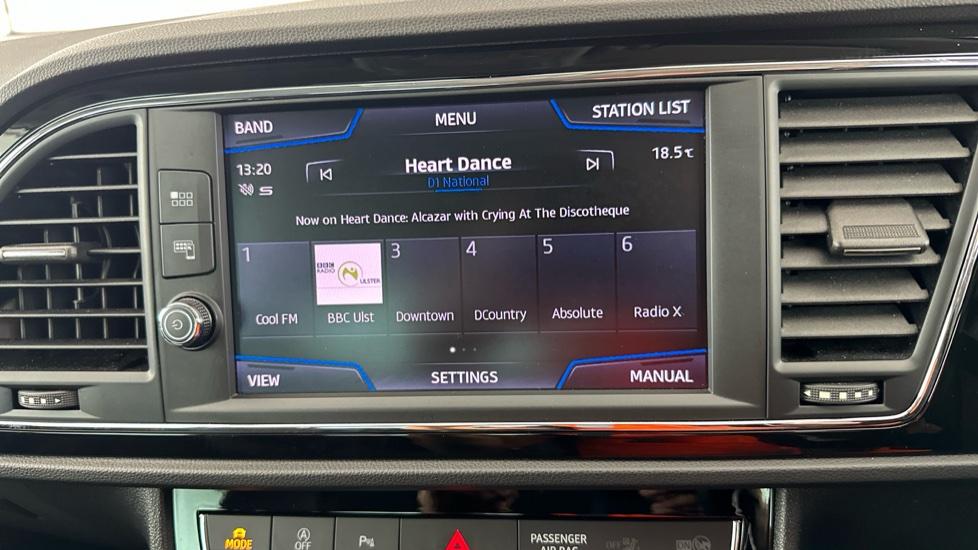 BAND
MENU
STATION LIST
13:20
Heart Dance
18.5℃
S
D1 National
Now on Heart Dance: Alcazar with Crying At The Discotheque
1
3
4
5
6
BBC
RADIO
ULSTER
Cool FM
BBC Ulst
Downtown
DCountry
Absolute
Radio X
VIEW
SETTINGS
MANUAL
MODE
A
OFF
P
PASSENGER
AIR BAG
OFF
ON